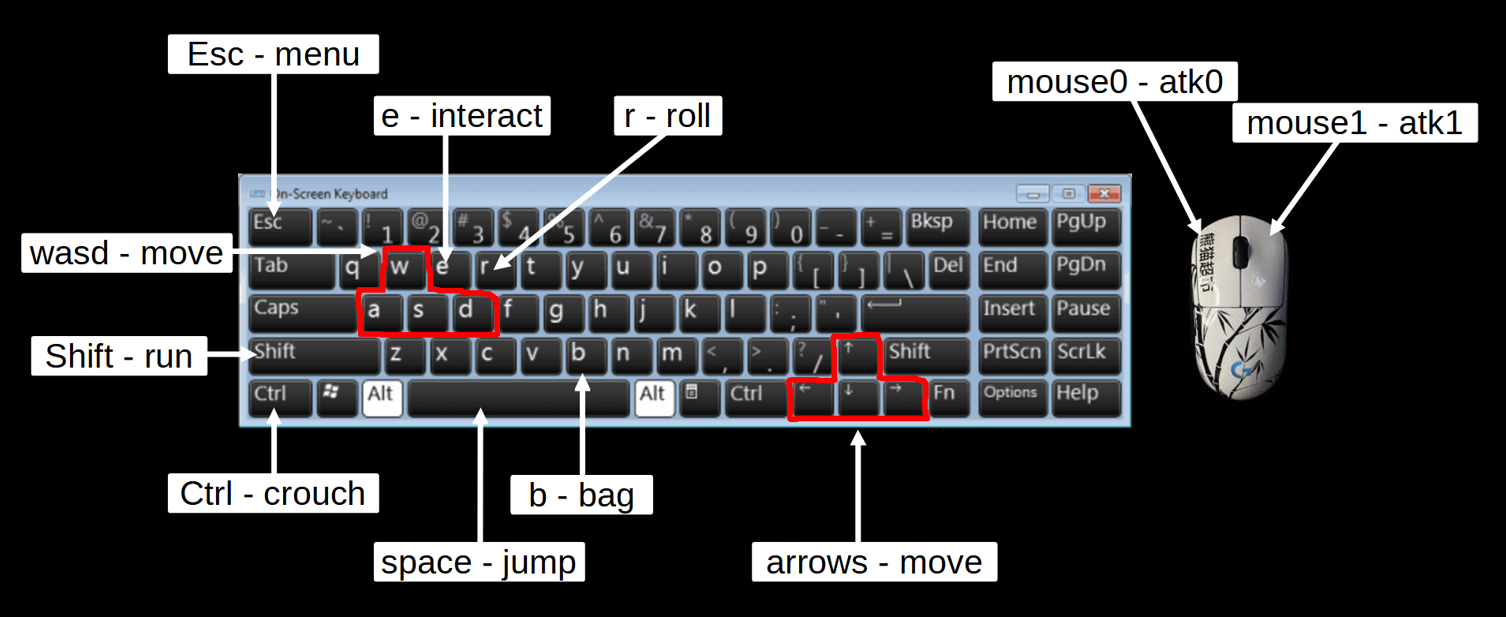 Esc - menu
mouse0 - atk0
e - interact
r - roll
mouse1 - atk1
On-Screen Keyboard
Esc ~ ` ! 1 @ 2 # 3 $ 4 % 5 ^ 6 & 7 * 8 ( 9 ) 0 _ - + = Bksp Home PgUp
wasd - move
Tab q w e r t y u i o p { [ } ] | \ Del End PgDn
Caps a s d f g h j k l : ; " ' Insert Pause
Shift - run
Shift z x c v b n m < , > . ? / ↑ Shift PrtScn ScrLk
Ctrl Alt Alt Ctrl ← ↓ → Fn Options Help
熊猫超市
G
Ctrl - crouch
b - bag
space - jump
arrows - move